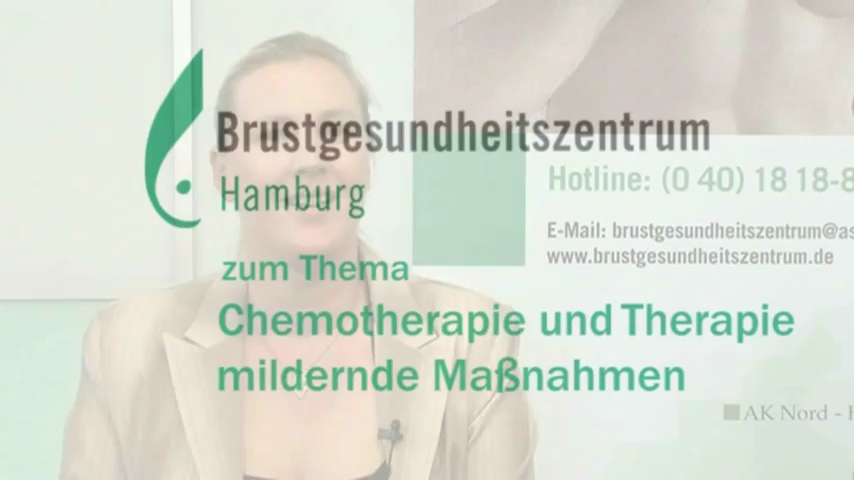 Brustgesundheitszentrum
Hamburg
zum Thema
Chemotherapie und Therapie
mildernde Maßnahmen
Hotline: (0 40) 18 18-8
E-Mail: brustgesundheitszentrum@as
www.brustgesundheitszentrum.de
AK Nord -